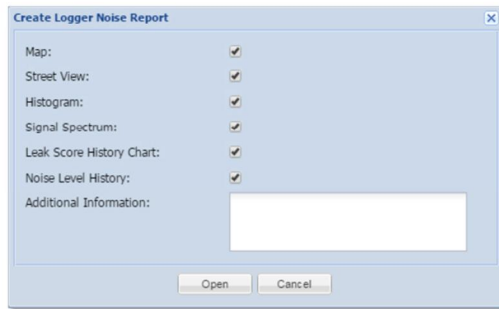 Create Logger Noise Report
Map:
Street View:
Histogram:
Signal Spectrum:
Leak Score History Chart:
Noise Level History:
Additional Information:
Open Cancel